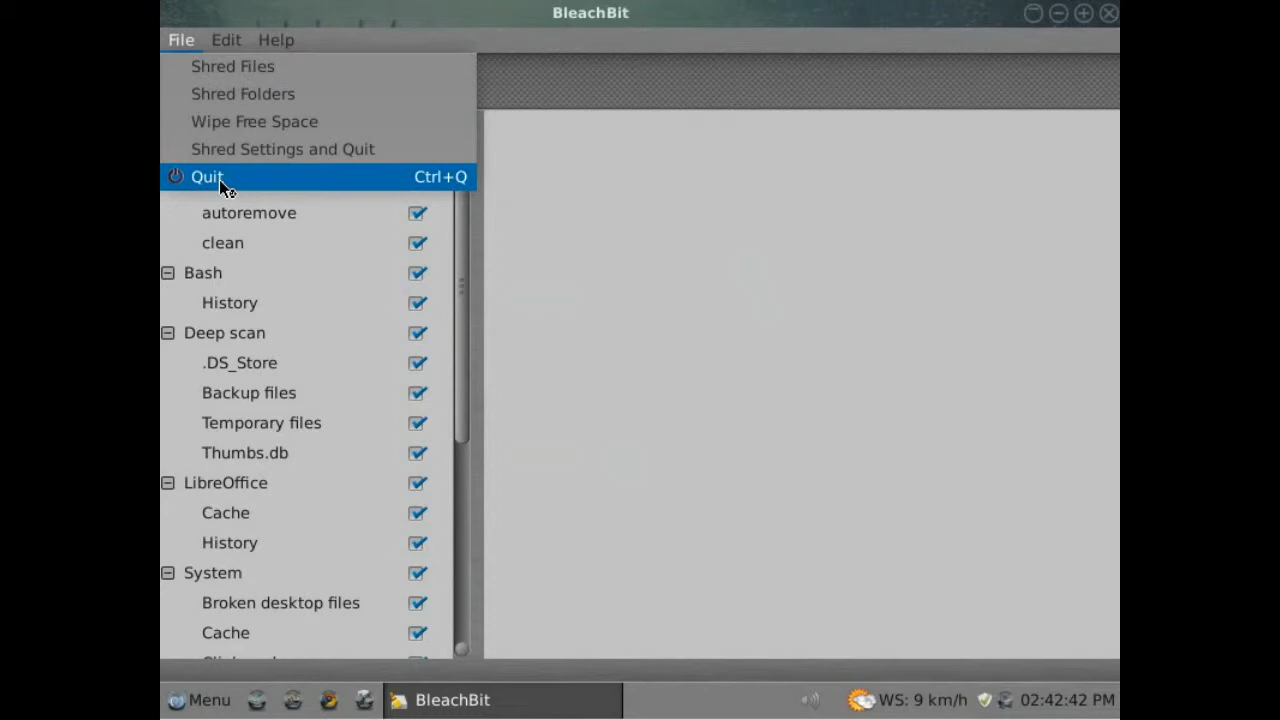 BleachBit
File Edit Help
Shred Files
Shred Folders
Wipe Free Space
Shred Settings and Quit
Quit Ctrl+Q
autoremove
clean
Bash
History
Deep scan
.DS_Store
Backup files
Temporary files
Thumbs.db
LibreOffice
Cache
History
System
Broken desktop files
Cache
Menu BleachBit WS: 9 km/h 02:42:42 PM